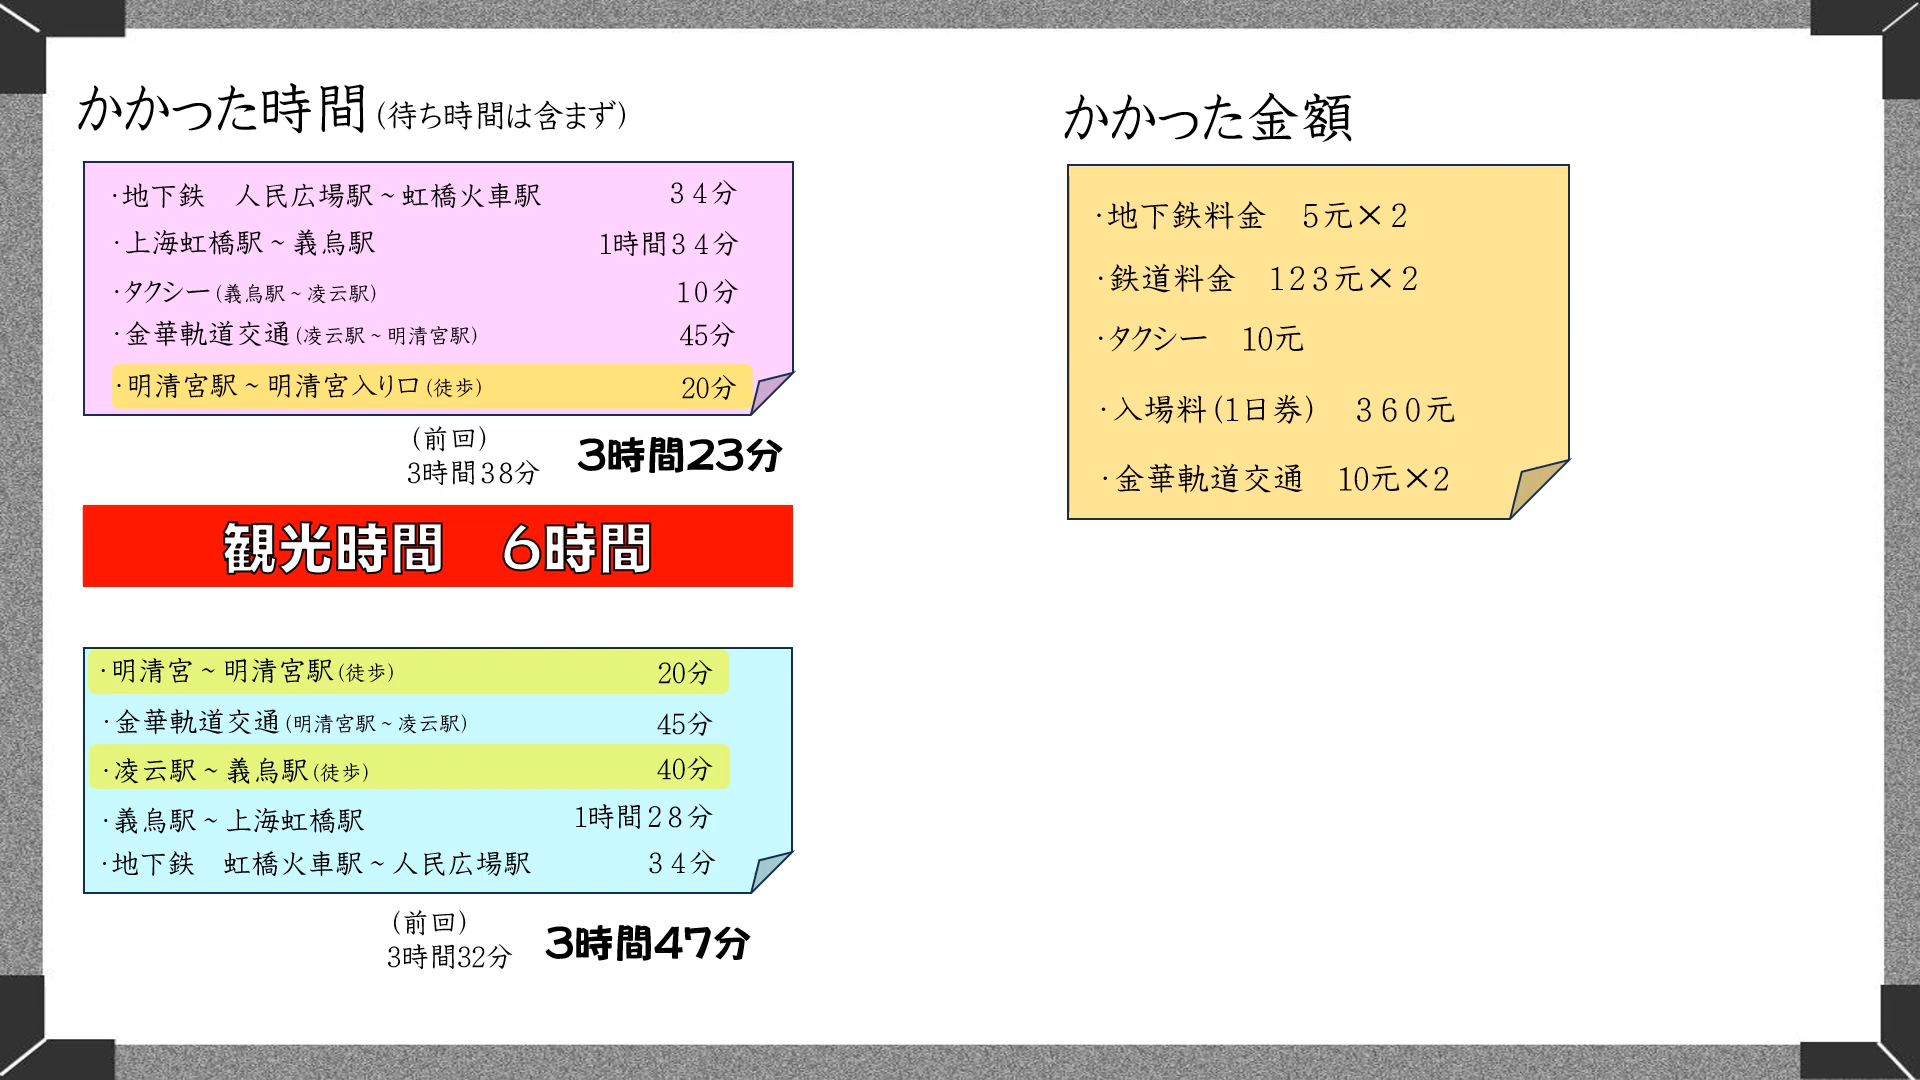 かかった時間(待ち時間は含まず)
・地下鉄　人民広場駅~虹橋火車駅　34分
・上海虹橋駅~義烏駅　1時間34分
・タクシー(義烏駅~凌云駅)　10分
・金華軌道交通(凌云駅~明清宮駅)　45分
・明清宮駅~明清宮入り口(徒歩)　20分
(前回)
3時間38分　3時間23分
観光時間　6時間
・明清宮~明清宮駅(徒歩)　20分
・金華軌道交通(明清宮駅~凌云駅)　45分
・凌云駅~義烏駅(徒歩)　40分
・義烏駅~上海虹橋駅　1時間28分
・地下鉄　虹橋火車駅~人民広場駅　34分
(前回)
3時間32分　3時間47分
かかった金額
・地下鉄料金　5元×2
・鉄道料金　123元×2
・タクシー　10元
・入場料(1日券)　360元
・金華軌道交通　10元×2